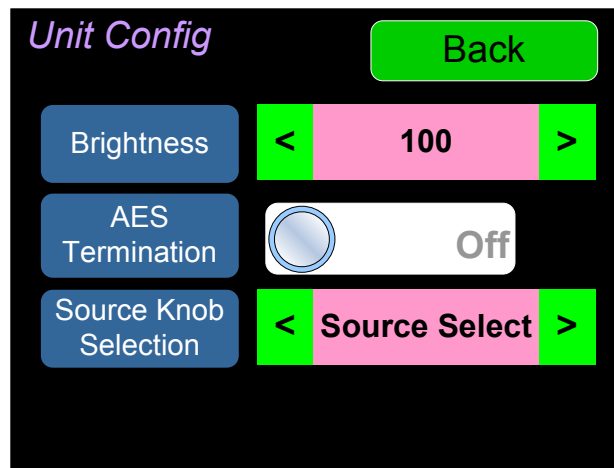 Unit Config
Back
Brightness
< 100 >
AES
Termination
Off
Source Knob
Selection
< Source Select >